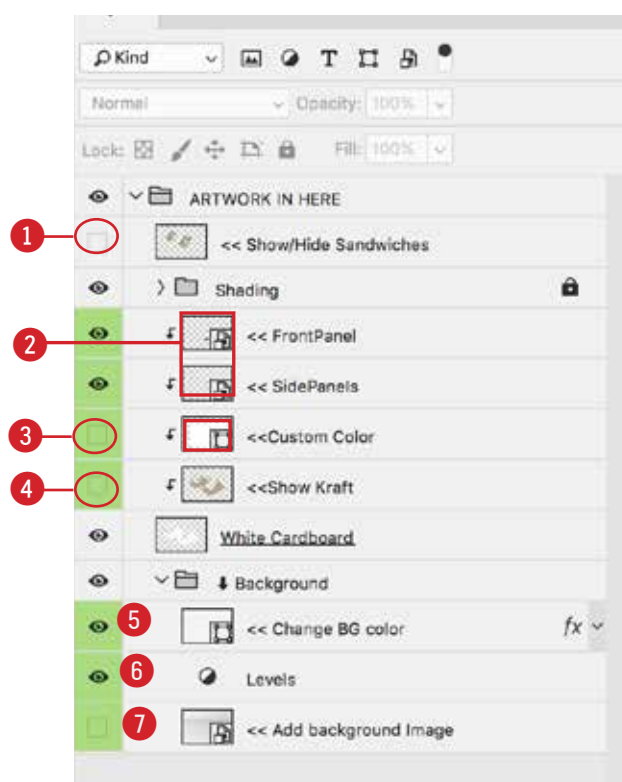 Kind T
Normal Opacity: 100%
Lock: Fill: 100%
ARTWORK IN HERE
1 << Show/Hide Sandwiches
Shading
2 << FrontPanel
<< SidePanels
3 <<Custom Color
4 <<Show Kraft
White Cardboard
⬇ Background
5 << Change BG color fx
6 Levels
7 << Add background Image